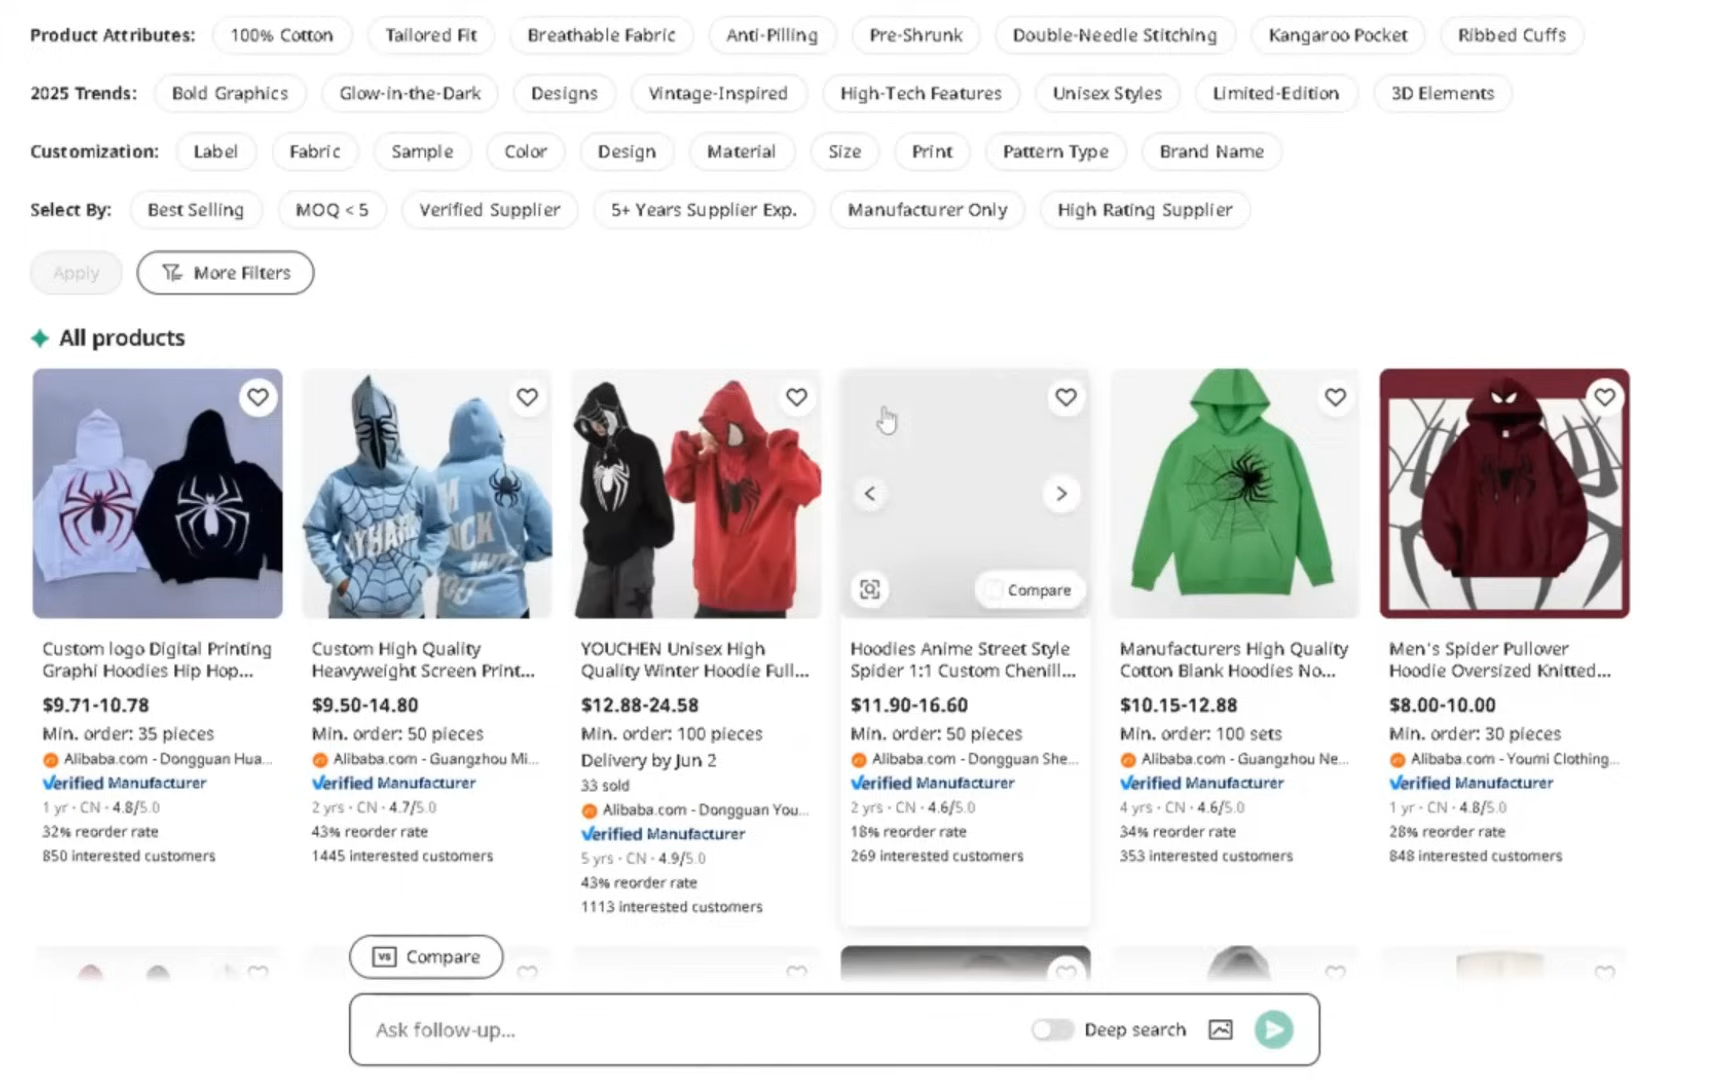 Product Attributes: 100% Cotton Tailored Fit Breathable Fabric Anti-Pilling Pre-Shrunk Double-Needle Stitching Kangaroo Pocket Ribbed Cuffs
2025 Trends: Bold Graphics Glow-in-the-Dark Designs Vintage-Inspired High-Tech Features Unisex Styles Limited-Edition 3D Elements
Customization: Label Fabric Sample Color Design Material Size Print Pattern Type Brand Name
Select By: Best Selling MOQ < 5 Verified Supplier 5+ Years Supplier Exp. Manufacturer Only High Rating Supplier
Apply More Filters
All products
Custom logo Digital Printing
Graphi Hoodies Hip Hop...
$9.71-10.78
Min. order: 35 pieces
Alibaba.com - Dongguan Hua...
Verified Manufacturer
1 yr · CN · 4.8/5.0
32% reorder rate
850 interested customers
Custom High Quality
Heavyweight Screen Print...
$9.50-14.80
Min. order: 50 pieces
Alibaba.com - Guangzhou Mi...
Verified Manufacturer
2 yrs · CN · 4.7/5.0
43% reorder rate
1445 interested customers
YOUCHEN Unisex High
Quality Winter Hoodie Full...
$12.88-24.58
Min. order: 100 pieces
Delivery by Jun 2
33 sold
Alibaba.com - Dongguan You...
Verified Manufacturer
5 yrs · CN · 4.9/5.0
43% reorder rate
1113 interested customers
Compare
Hoodies Anime Street Style
Spider 1:1 Custom Chenill...
$11.90-16.60
Min. order: 50 pieces
Alibaba.com - Dongguan She...
Verified Manufacturer
2 yrs · CN · 4.6/5.0
18% reorder rate
269 interested customers
Manufacturers High Quality
Cotton Blank Hoodies No...
$10.15-12.88
Min. order: 100 sets
Alibaba.com - Guangzhou Ne...
Verified Manufacturer
4 yrs · CN · 4.6/5.0
34% reorder rate
353 interested customers
Men's Spider Pullover
Hoodie Oversized Knitted...
$8.00-10.00
Min. order: 30 pieces
Alibaba.com - Youmi Clothing...
Verified Manufacturer
1 yr · CN · 4.8/5.0
28% reorder rate
848 interested customers
VS Compare
Ask follow-up... Deep search